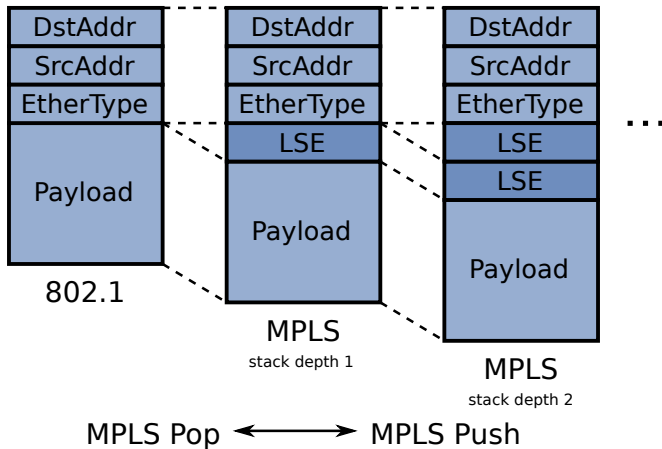 DstAddr
SrcAddr
EtherType
Payload
802.1
DstAddr
SrcAddr
EtherType
LSE
Payload
MPLS
stack depth 1
DstAddr
SrcAddr
EtherType
LSE
LSE
Payload
MPLS
stack depth 2
...
MPLS Pop
MPLS Push